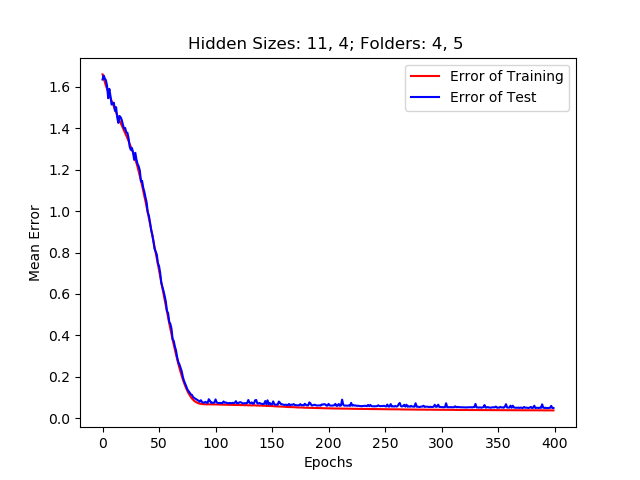 Hidden Sizes: 11, 4; Folders: 4, 5
Error of Training
Error of Test
Mean Error
1.6
1.4
1.2
1.0
0.8
0.6
0.4
0.2
0.0
0 50 100 150 200 250 300 350 400
Epochs